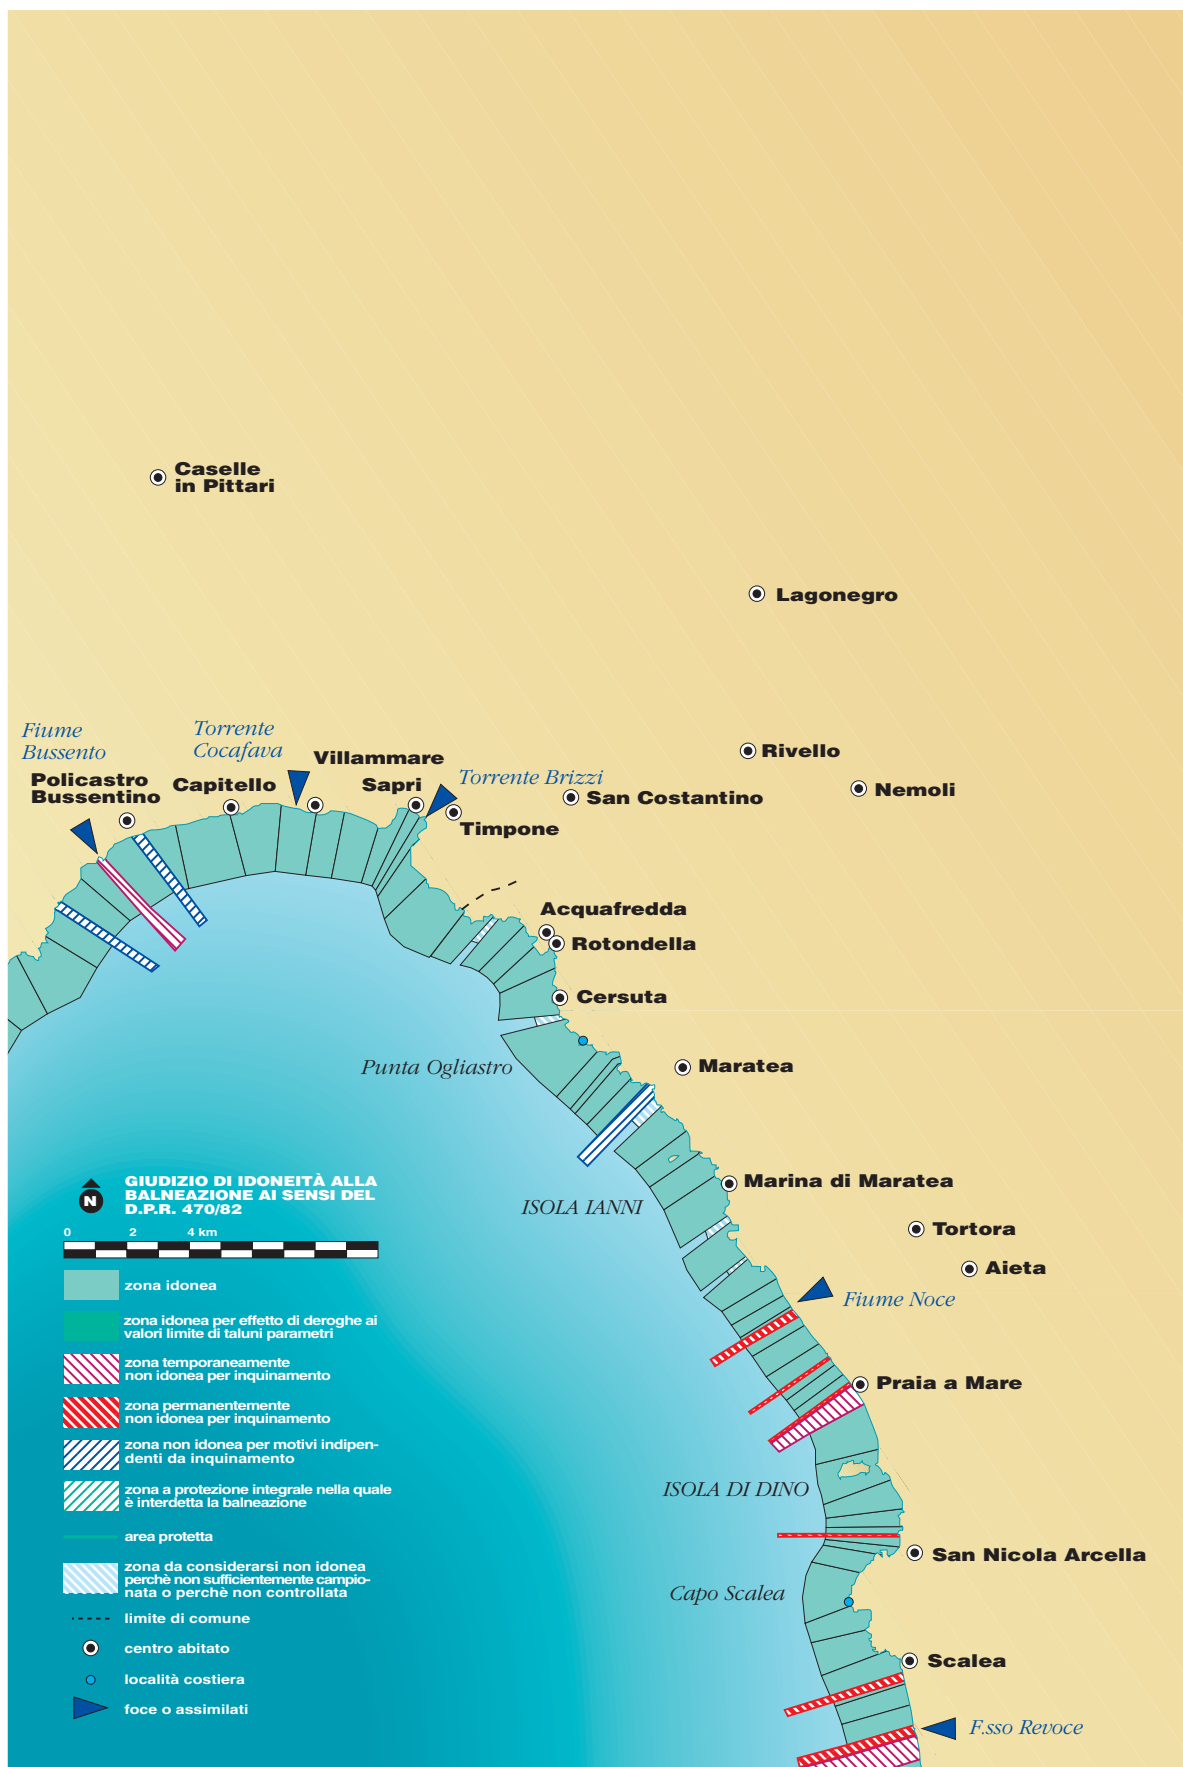 Caselle
in Pittari
Lagonegro
Fiume
Bussento
Torrente
Cocafava
Villammare
Rivello
Policastro
Bussentino
Capitello
Sapri
Torrente Brizzi
San Costantino
Nemoli
Timpone
Acquafredda
Rotondella
Cersuta
Punta Ogliastro
Maratea
GIUDIZIO DI IDONEITÀ ALLA
BALNEAZIONE AI SENSI DEL
D.P.R. 470/82
N
Marina di Maratea
ISOLA IANNI
Tortora
0 2 4 km
Aieta
Fiume Noce
zona idonea
zona idonea per effetto di deroghe ai
valori limite di taluni parametri
zona temporaneamente
non idonea per inquinamento
Praia a Mare
zona permanentemente
non idonea per inquinamento
zona non idonea per motivi indipen-
denti da inquinamento
ISOLA DI DINO
zona a protezione integrale nella quale
è interdetta la balneazione
area protetta
San Nicola Arcella
zona da considerarsi non idonea
perchè non sufficientemente campio-
nata o perchè non controllata
Capo Scalea
limite di comune
centro abitato
Scalea
località costiera
foce o assimilati
F.sso Revoce